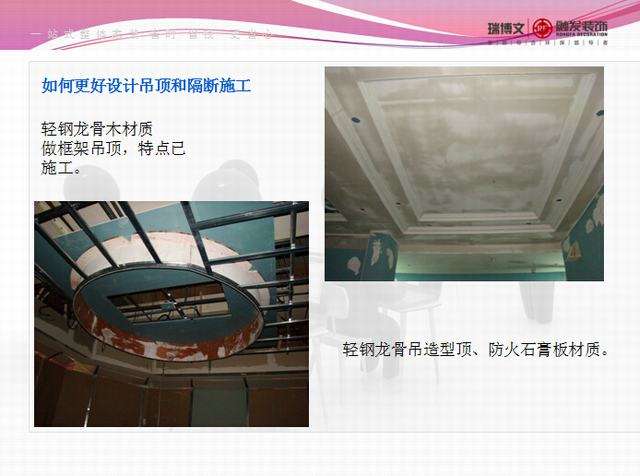 瑞博文 融发装饰
RONGFA DECORATION
如何更好设计吊顶和隔断施工
轻钢龙骨木材质
做框架吊顶，特点已
施工。
轻钢龙骨吊造型顶、防火石膏板材质。